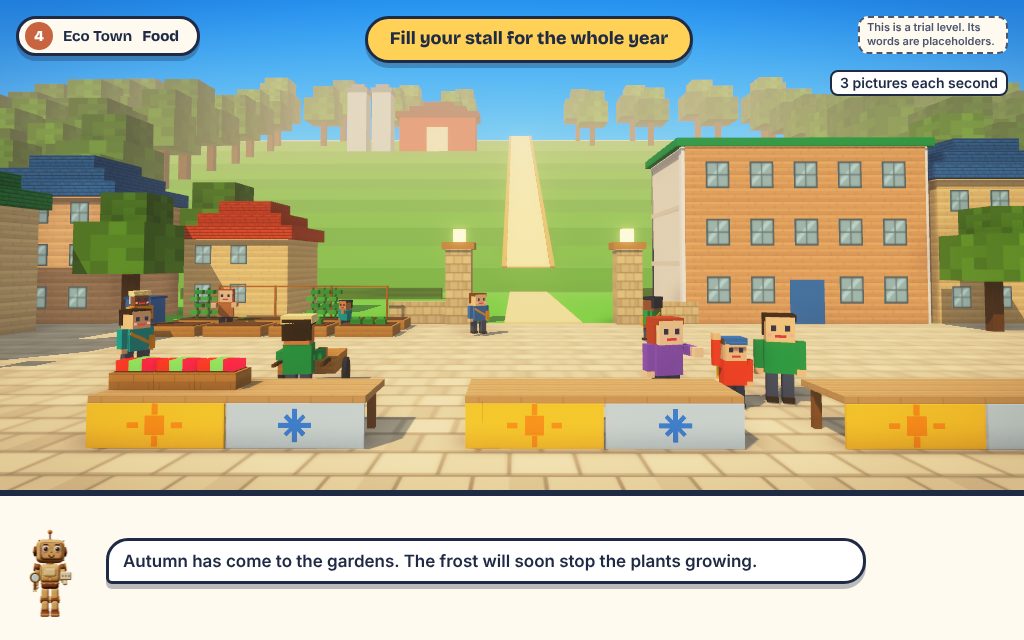 4 Eco Town Food
Fill your stall for the whole year
This is a trial level. Its
words are placeholders.
3 pictures each second
Autumn has come to the gardens. The frost will soon stop the plants growing.